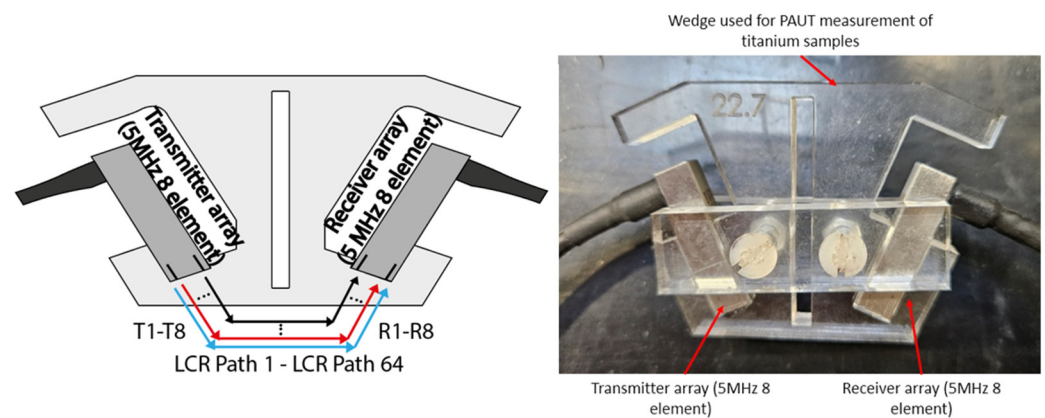 Transmitter array
(5MHz 8 element)
Receiver array
(5 MHz 8 element)
T1-T8
R1-R8
LCR Path 1 - LCR Path 64
Wedge used for PAUT measurement of
titanium samples
22.7
Transmitter array (5MHz 8
element)
Receiver array (5MHz 8
element)